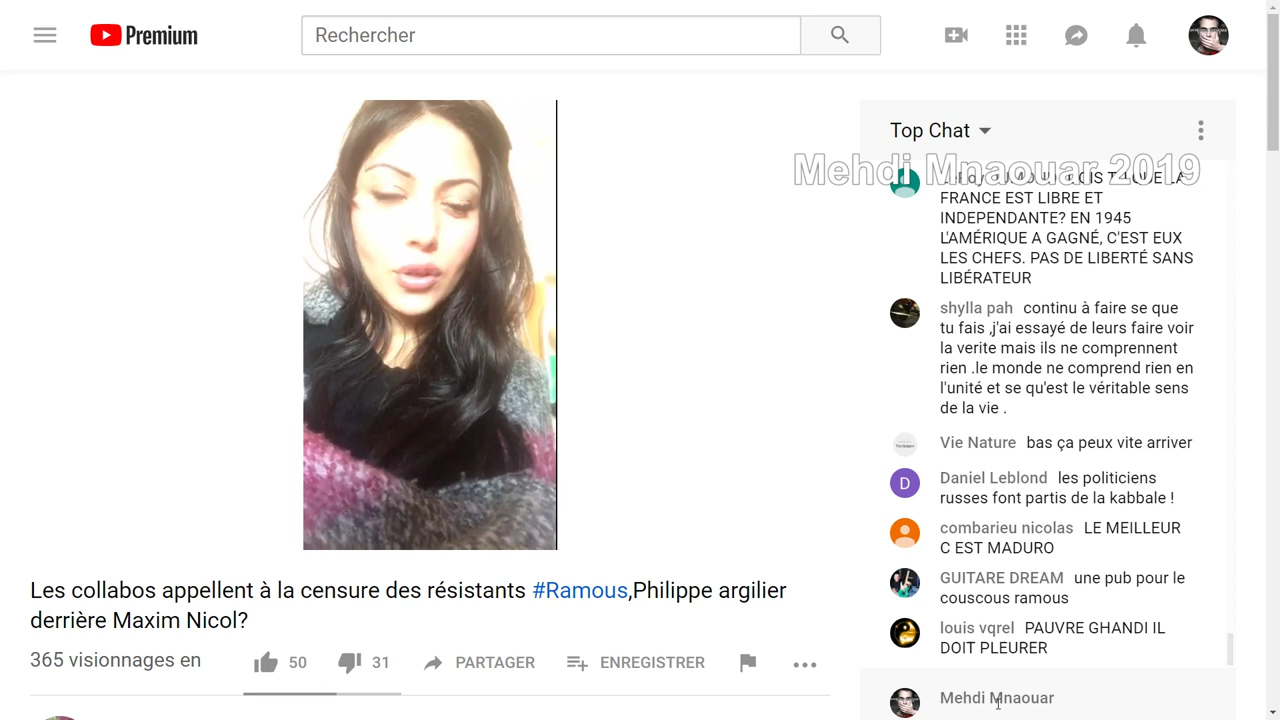 Premium
Rechercher
Top Chat
Mehdi Mnaouar 2019
FRANCE EST LIBRE ET
INDEPENDANTE? EN 1945
L'AMÉRIQUE A GAGNÉ, C'EST EUX
LES CHEFS. PAS DE LIBERTÉ SANS
LIBÉRATEUR
shylla pah continu à faire se que
tu fais ,j'ai essayé de leurs faire voir
la verite mais ils ne comprennent
rien .le monde ne comprend rien en
l'unité et se qu'est le véritable sens
de la vie .
Vie Nature bas ça peux vite arriver
D
Daniel Leblond les politiciens
russes font partis de la kabbale !
combarieu nicolas LE MEILLEUR
C EST MADURO
GUITARE DREAM une pub pour le
couscous ramous
louis vqrel PAUVRE GHANDI IL
DOIT PLEURER
Mehdi Mnaouar
Les collabos appellent à la censure des résistants #Ramous,Philippe argilier
derrière Maxim Nicol?
365 visionnages en
50
31
PARTAGER
ENREGISTRER